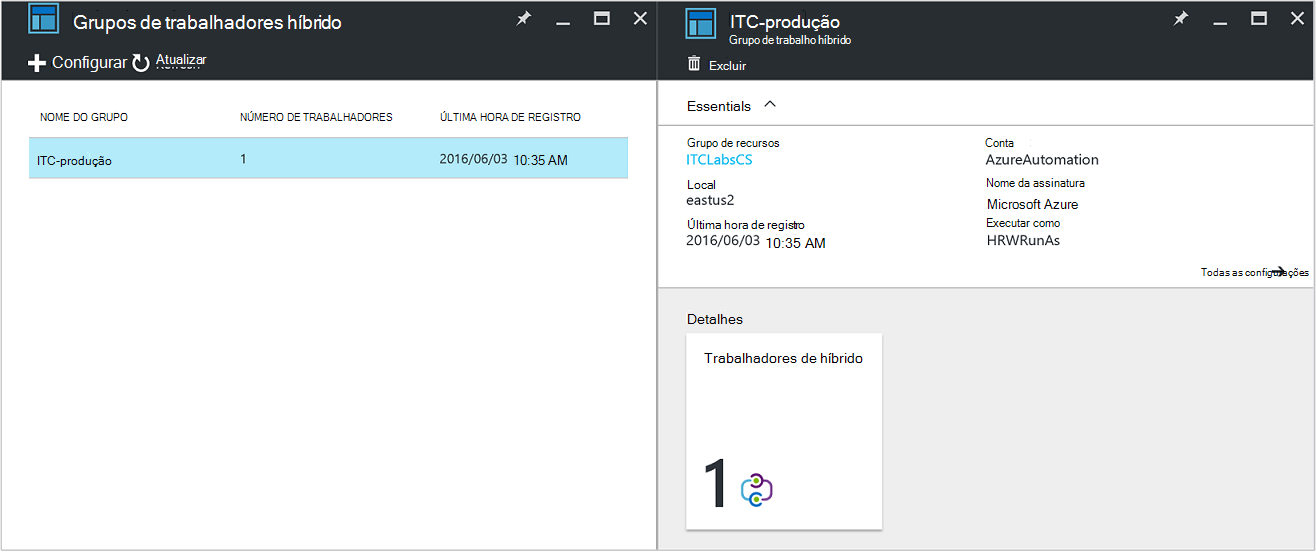 Grupos de trabalhadores híbrido
Configurar Atualizar
NOME DO GRUPO NÚMERO DE TRABALHADORES ÚLTIMA HORA DE REGISTRO
ITC-produção 1 2016/06/03 10:35 AM
ITC-produção
Grupo de trabalho híbrido
Excluir
Essentials
Grupo de recursos
ITCLabsCS
Local
eastus2
Última hora de registro
2016/06/03 10:35 AM
Conta
AzureAutomation
Nome da assinatura
Microsoft Azure
Executar como
HRWRunAs
Todas as configurações
Detalhes
Trabalhadores de híbrido
1